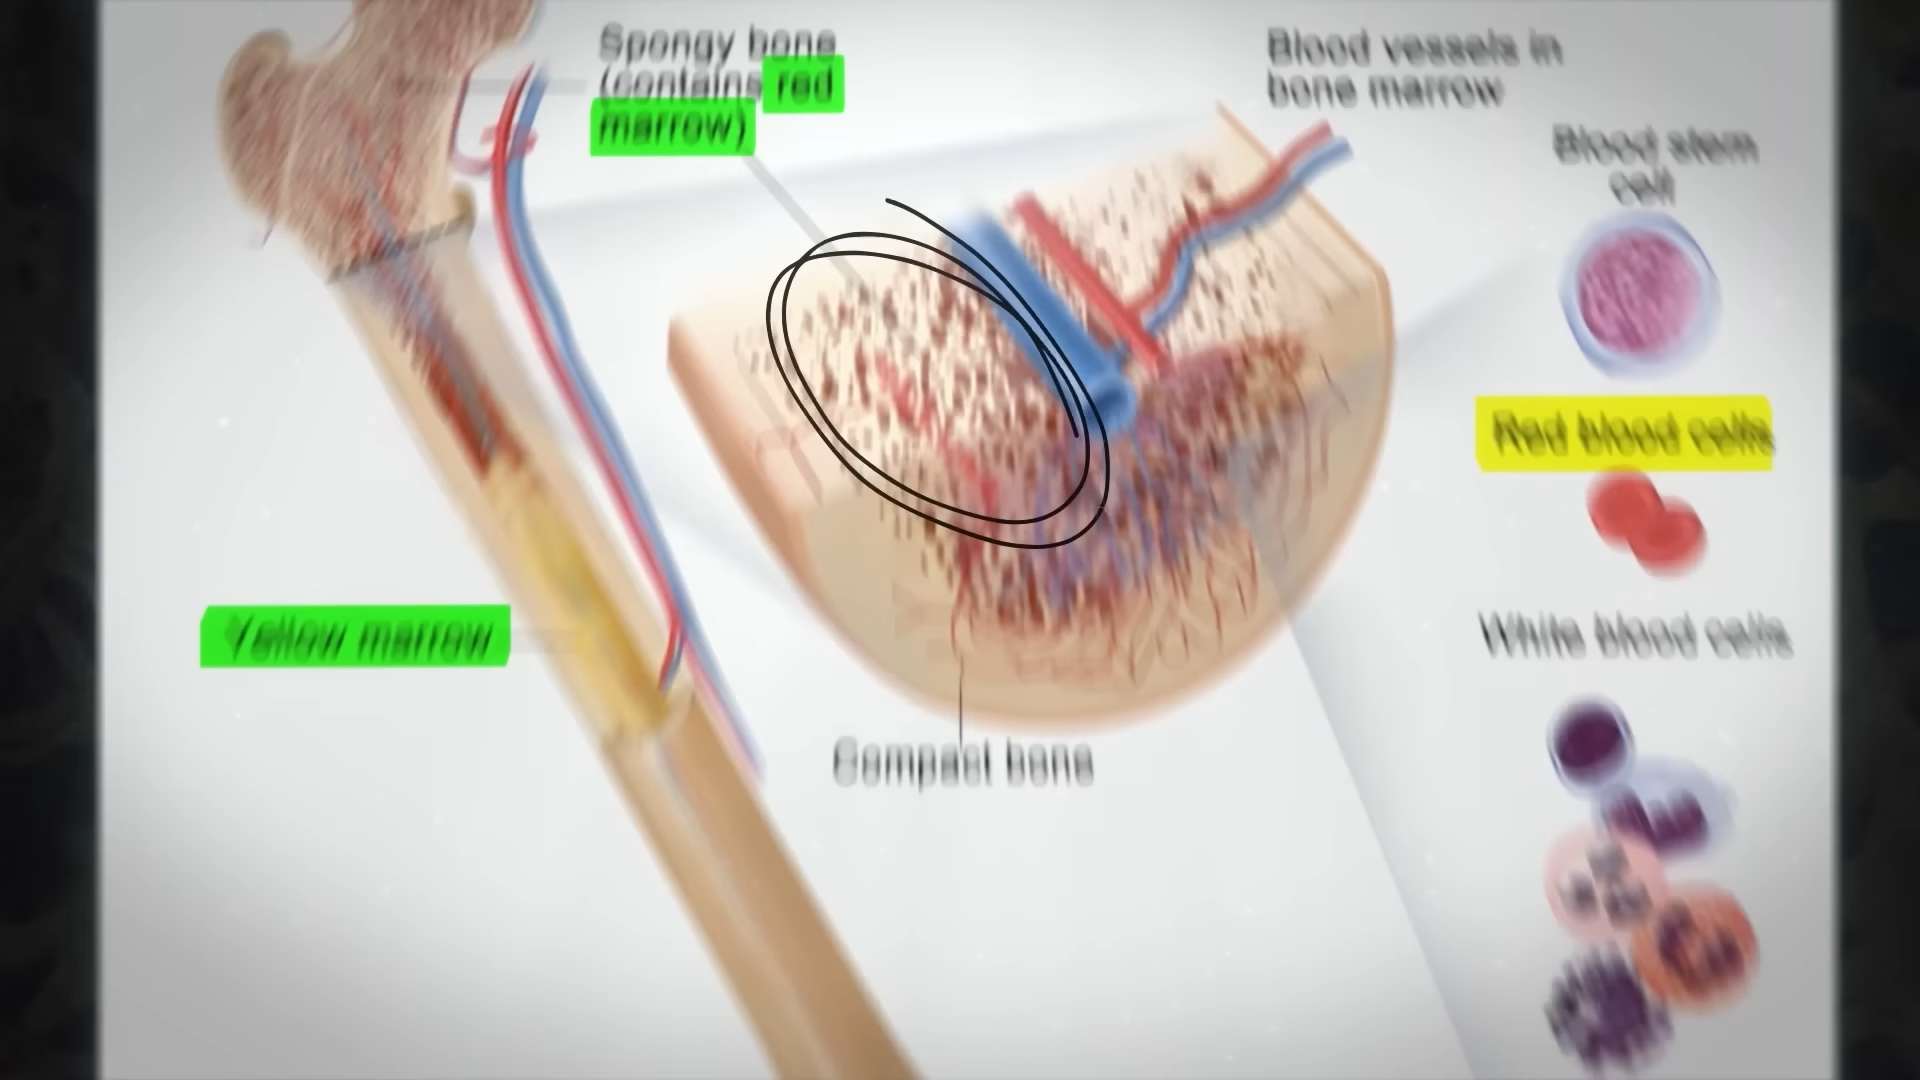 Spongy bone
(contains red
marrow)
Blood vessels in
bone marrow
Blood stem
cell
Red blood cells
White blood cells
Yellow marrow
Compact bone